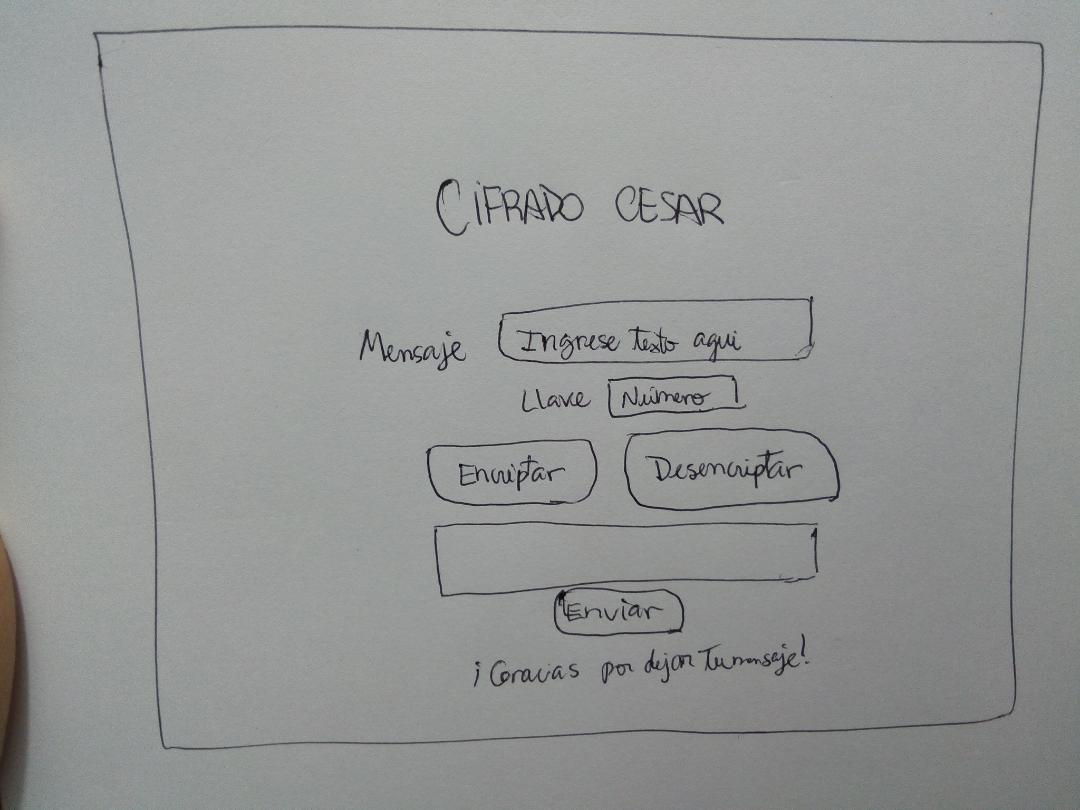 CIFRADO CESAR
Mensaje Ingrese texto aqui
Llave Número
Encriptar Desencriptar
Enviar
¡Gracias por dejar Tu mensaje!